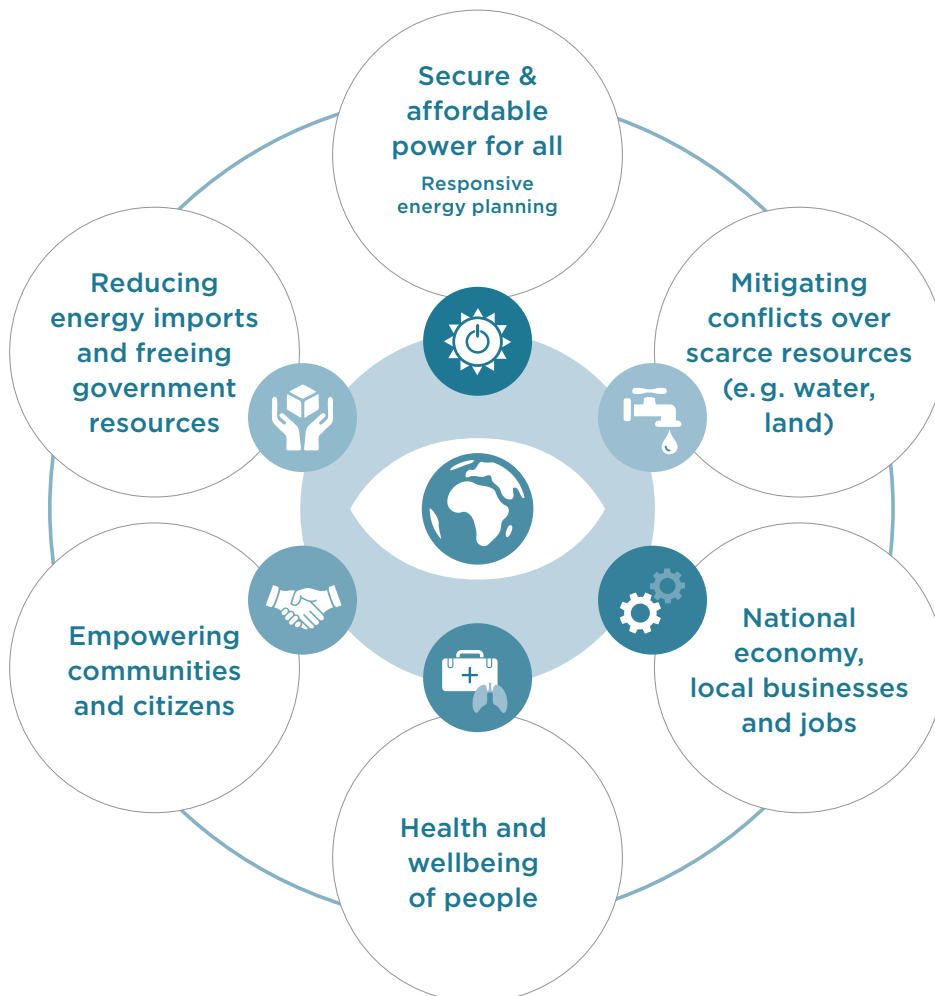 Secure &
affordable
power for all
Responsive
energy planning
Mitigating
conflicts over
scarce resources
(e. g. water,
land)
National
economy,
local businesses
and jobs
Health and
wellbeing
of people
Empowering
communities
and citizens
Reducing
energy imports
and freeing
government
resources